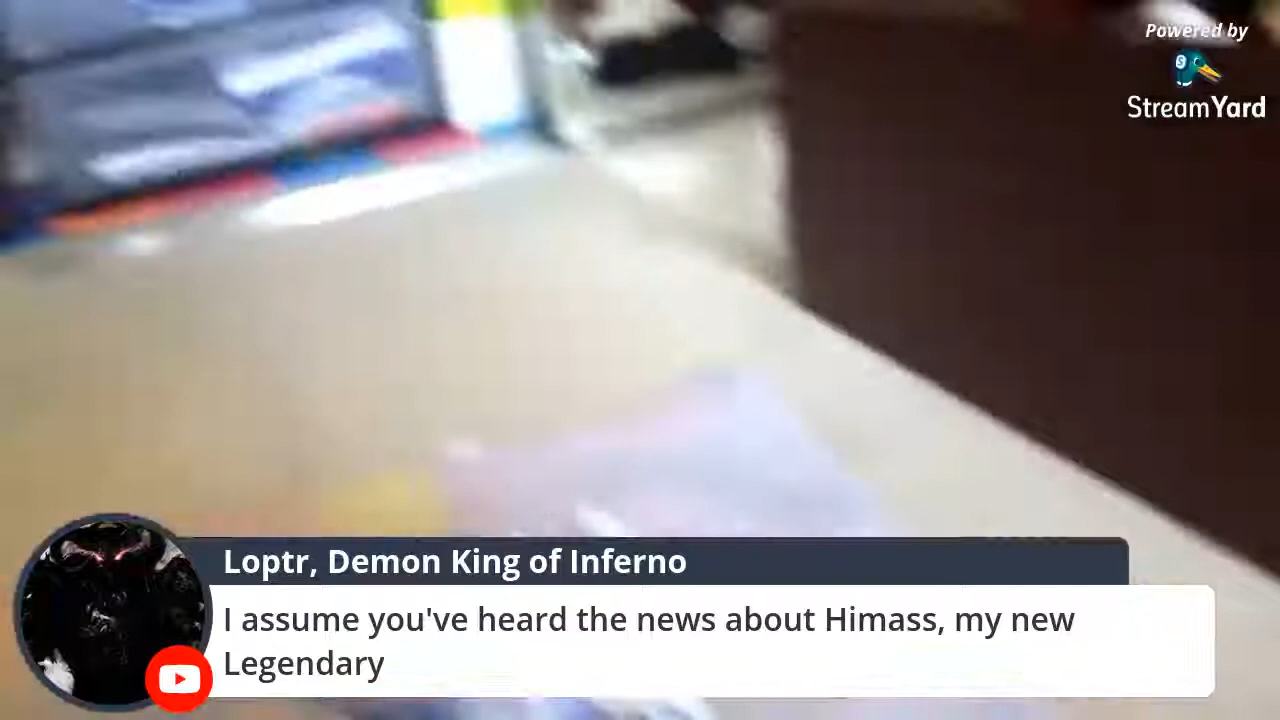 Powered by
StreamYard
Loptr, Demon King of Inferno
I assume you've heard the news about Himass, my new
Legendary